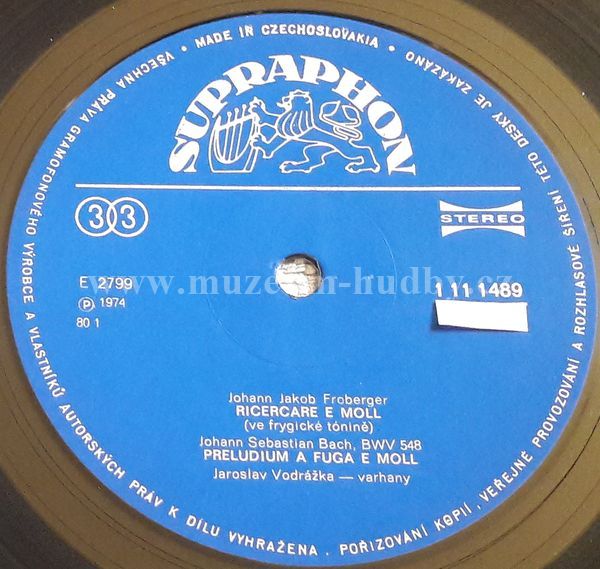 VŠECHNA PRÁVA GRAMOFONOVÉHO VÝROBCE A VLASTNÍKŮ AUTORSKÝCH PRÁV K DÍLU VYHRAŽENA. POŘIZOVÁNÍ KOPIÍ, VEŘEJNÉ PROVOZOVÁNÍ A ROZHLASOVÉ ŠÍŘENÍ TÉTO DESKY JE ZAKÁZÁNO
• MADE IN CZECHOSLOVAKIA •
SUPRAPHON
33
STEREO
www.muzeum-hudby.cz
E 2799
1 11 1489
℗ 1974
80 1
Johann Jakob Froberger
RICERCARE E MOLL
(ve frygické tónině)
Johann Sebastian Bach, BWV 548
PRELUDIUM A FUGA E MOLL
Jaroslav Vodrážka — varhany